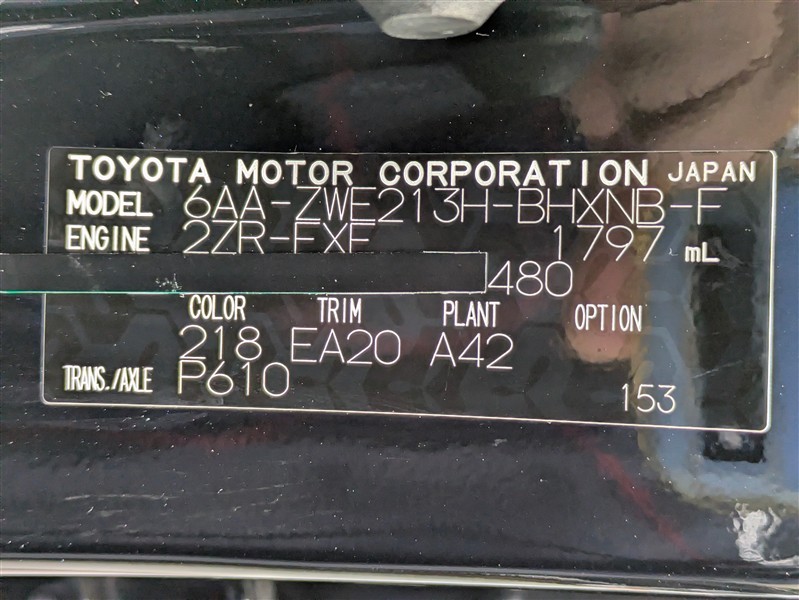 TOYOTA MOTOR CORPORATION JAPAN
MODEL 6AA-ZWE213H-BHXNB-F
ENGINE 2ZR-FXE 1797 mL
480
COLOR TRIM PLANT OPTION
218 EA20 A42
TRANS./AXLE P610
153